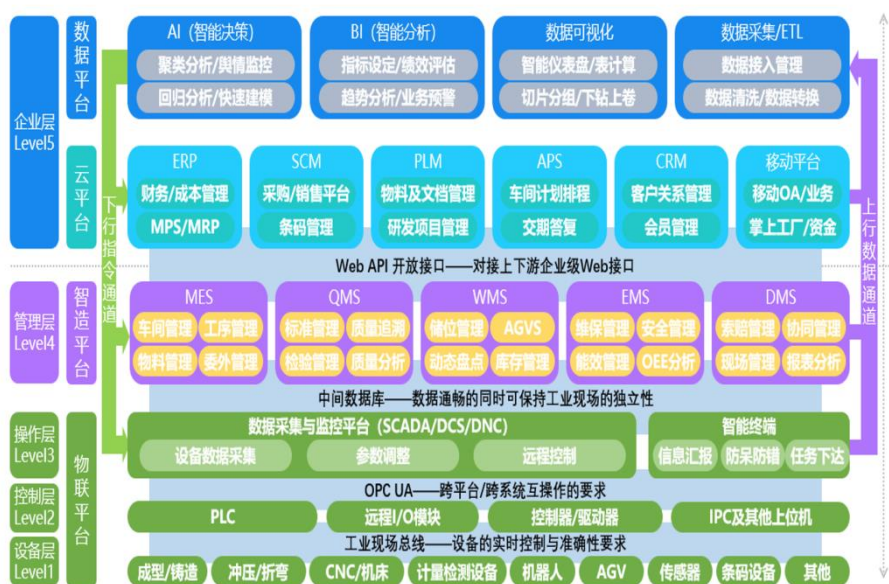 企业层
Level5
数据平台
AI (智能决策)
聚类分析/舆情监控
回归分析/快速建模
BI (智能分析)
指标设定/绩效评估
趋势分析/业务预警
数据可视化
智能仪表盘/表计算
切片分组/下钻上卷
数据采集/ETL
数据接入管理
数据清洗/数据转换
云平台
ERP
财务/成本管理
MPS/MRP
SCM
采购/销售平台
条码管理
PLM
物料及文档管理
研发项目管理
APS
车间计划排程
交期答复
CRM
客户关系管理
会员管理
移动平台
移动OA/业务
掌上工厂/资金
下行指令通道
上行数据通道
Web API 开放接口——对接上下游企业级Web接口
管理层
Level4
智造平台
MES
车间管理
工序管理
物料管理
委外管理
QMS
标准管理
质量追溯
检验管理
质量分析
WMS
储位管理
AGVS
动态盘点
库存管理
EMS
维保管理
安全管理
能效管理
OEE分析
DMS
索赔管理
协同管理
现场管理
报表分析
中间数据库——数据通畅的同时可保持工业现场的独立性
操作层
Level3
物联平台
数据采集与监控平台 (SCADA/DCS/DNC)
设备数据采集
参数调整
远程控制
智能终端
信息汇报
防呆防错
任务下达
OPC UA——跨平台/跨系统互操作的要求
控制层
Level2
PLC
远程I/O模块
控制器/驱动器
IPC及其他上位机
工业现场总线——设备的实时控制与准确性要求
设备层
Level1
成型/铸造
冲压/折弯
CNC/机床
计量检测设备
机器人
AGV
传感器
条码设备
其他